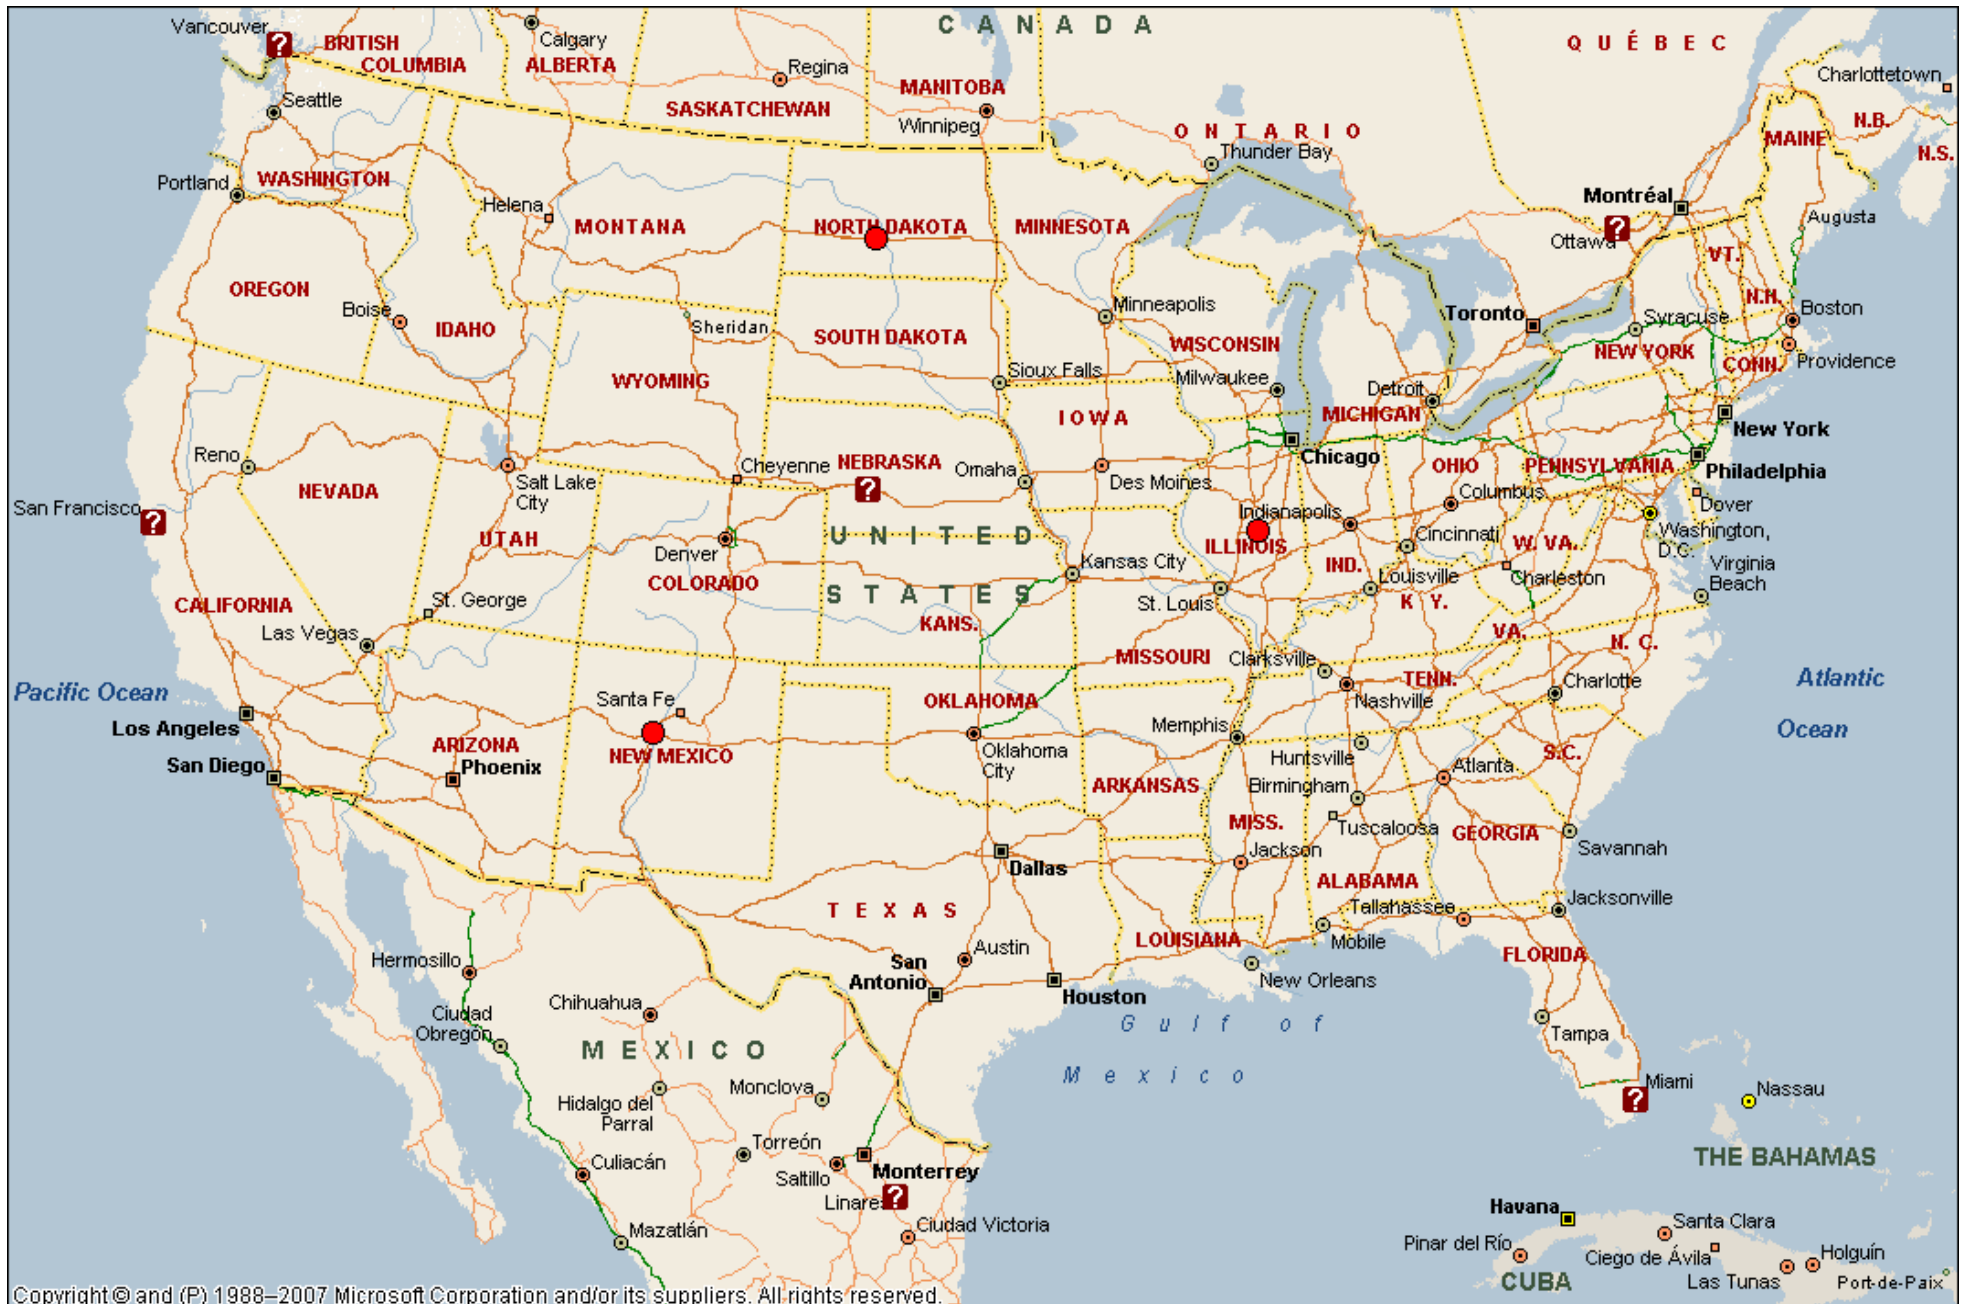 CANADA
Vancouver
?
BRITISH
COLUMBIA
Calgary
ALBERTA
Regina
SASKATCHEWAN
MANITOBA
Winnipeg
ONTARIO
Thunder Bay
QUÉBEC
Charlottetown
N.B.
N.S.
MAINE
Seattle
Portland
WASHINGTON
Helena
MONTANA
NORTH DAKOTA
MINNESOTA
Montréal
?
Ottawa
Augusta
VT.
N.H.
OREGON
Boise
IDAHO
Sheridan
SOUTH DAKOTA
Minneapolis
WISCONSIN
Toronto
Syracuse
Boston
NEW YORK
CONN.
Providence
WYOMING
Sioux Falls
Milwaukee
Detroit
MICHIGAN
IOWA
New York
Reno
NEVADA
Salt Lake
City
Cheyenne
NEBRASKA
?
Omaha
Des Moines
Chicago
OHIO
PENNSYLVANIA
Philadelphia
San Francisco
?
UTAH
Denver
COLORADO
UNITED
STATES
Kansas City
Indianapolis
ILLINOIS
IND.
Columbus
Cincinnati
W. VA.
Dover
Washington,
D.C.
Virginia
Beach
CALIFORNIA
St. George
Las Vegas
KANS.
St. Louis
Louisville
KY.
Charleston
VA.
N. C.
MISSOURI
Clarksville
TENN.
Nashville
Charlotte
Pacific Ocean
Atlantic
Ocean
Los Angeles
San Diego
ARIZONA
Phoenix
Santa Fe
NEW MEXICO
OKLAHOMA
Oklahoma
City
Memphis
ARKANSAS
Huntsville
Birmingham
Atlanta
S.C.
MISS.
Tuscaloosa
GEORGIA
Savannah
Dallas
Jackson
ALABAMA
TEXAS
Tallahassee
Jacksonville
LOUISIANA
Mobile
FLORIDA
Hermosillo
Austin
San
Antonio
Houston
New Orleans
Chihuahua
Ciudad
Obregón
Gulf of
Mexico
Tampa
MEXICO
Hidalgo del
Parral
Monclova
Miami
?
Nassau
Torreón
Saltillo
Monterrey
Linares
?
THE BAHAMAS
Culiacán
Mazatlán
Ciudad Victoria
Havana
Santa Clara
Pinar del Río
Ciego de Ávila
Holguín
CUBA
Las Tunas
Port-de-Paix
Copyright © and (P) 1988–2007 Microsoft Corporation and/or its suppliers. All rights reserved.